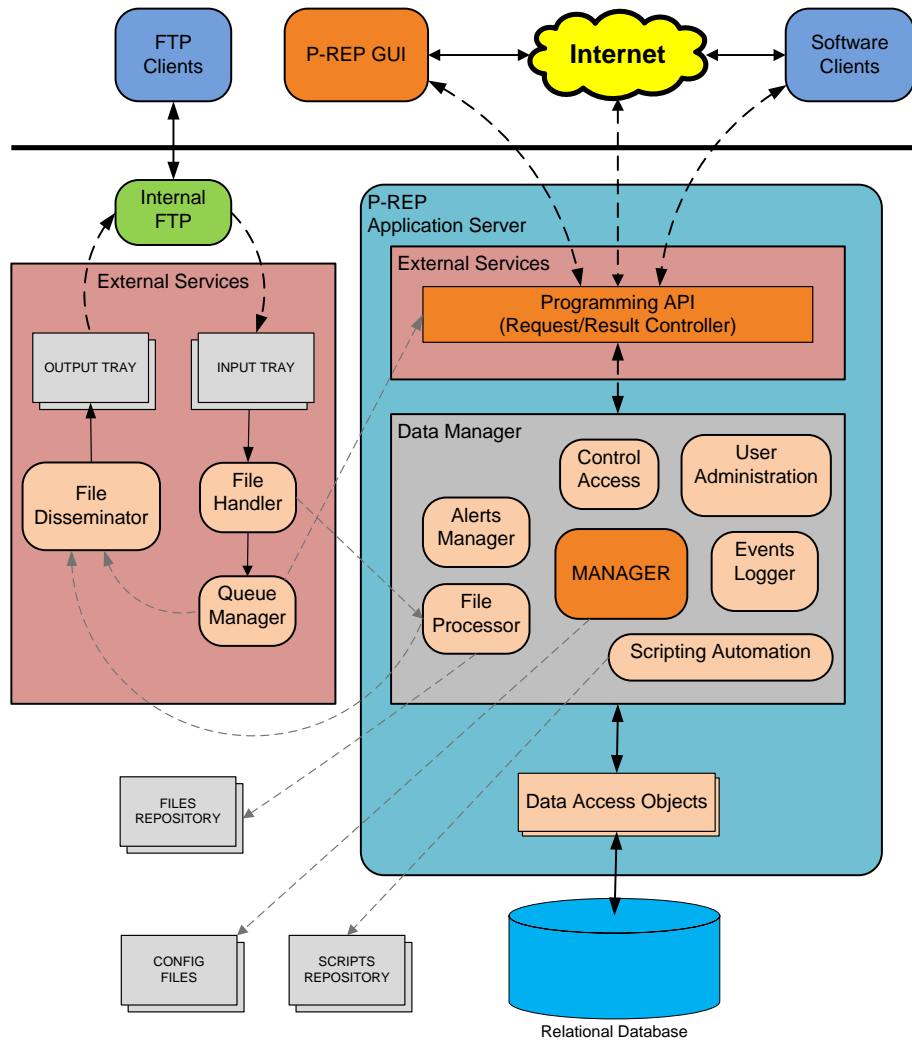 FTP
Clients
P-REP GUI
Internet
Software
Clients
Internal
FTP
P-REP
Application Server
External Services
External Services
Programming API
(Request/Result Controller)
OUTPUT TRAY
INPUT TRAY
Data Manager
Control
Access
User
Administration
File
Disseminator
File
Handler
Alerts
Manager
MANAGER
Events
Logger
Queue
Manager
File
Processor
Scripting Automation
FILES
REPOSITORY
Data Access Objects
CONFIG
FILES
SCRIPTS
REPOSITORY
Relational Database